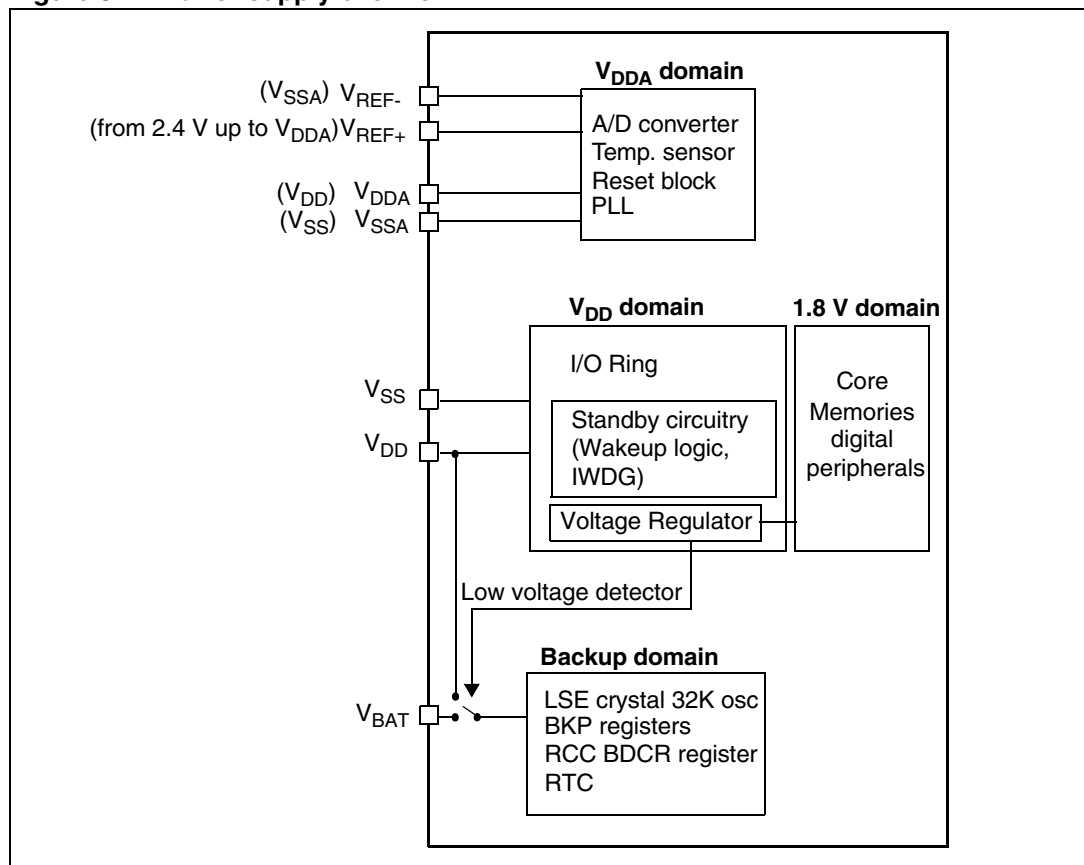 V_DDA domain
(V_SSA) V_REF-
(from 2.4 V up to V_DDA)V_REF+
(V_DD) V_DDA
(V_SS) V_SSA
A/D converter
Temp. sensor
Reset block
PLL
V_DD domain
1.8 V domain
I/O Ring
V_SS
V_DD
Standby circuitry
(Wakeup logic,
IWDG)
Voltage Regulator
Core
Memories
digital
peripherals
Low voltage detector
Backup domain
V_BAT
LSE crystal 32K osc
BKP registers
RCC BDCR register
RTC